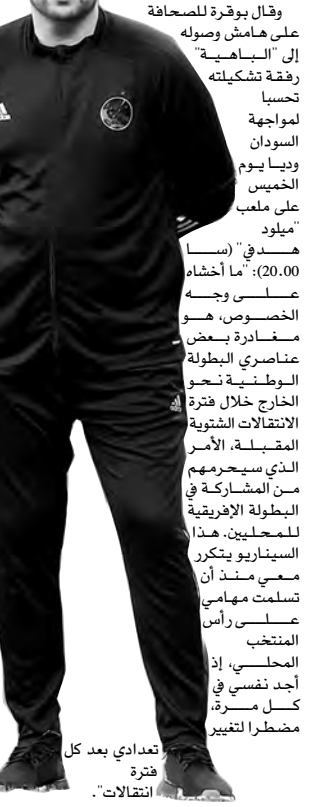 وقال بوقرة للصحافة
على هامش وصوله
إلى "الباهية"
رفقة تشكيلته
تحسبا
لمواجهة
السودان
وديا يوم
الخميس
على ملعب
"ميلود
هدفي" (سا
20.00): "ما أخشاه
على وجه
الخصوص، هو
مغادرة بعض
عناصري البطولة
الوطنية نحو
الخارج خلال فترة
الانتقالات الشتوية
المقبلة، الأمر
الذي سيحرمهم
من المشاركة في
البطولة الإفريقية
للمحليين. هذا
السيناريو يتكرر
معي منذ أن
تسلمت مهامي
على رأس
المنتخب
المحلي، إذ
أجد نفسي في
كل مرة،
مضطرا لتغيير
تعدادي بعد كل
فترة
انتقالات".